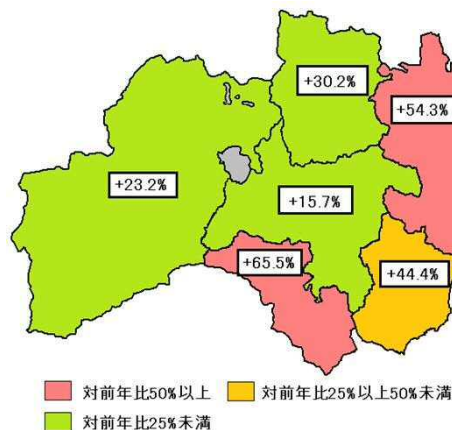 +30.2%
+54.3%
+23.2%
+15.7%
+65.5%
+44.4%
対前年比50%以上
対前年比25%以上50%未満
対前年比25%未満